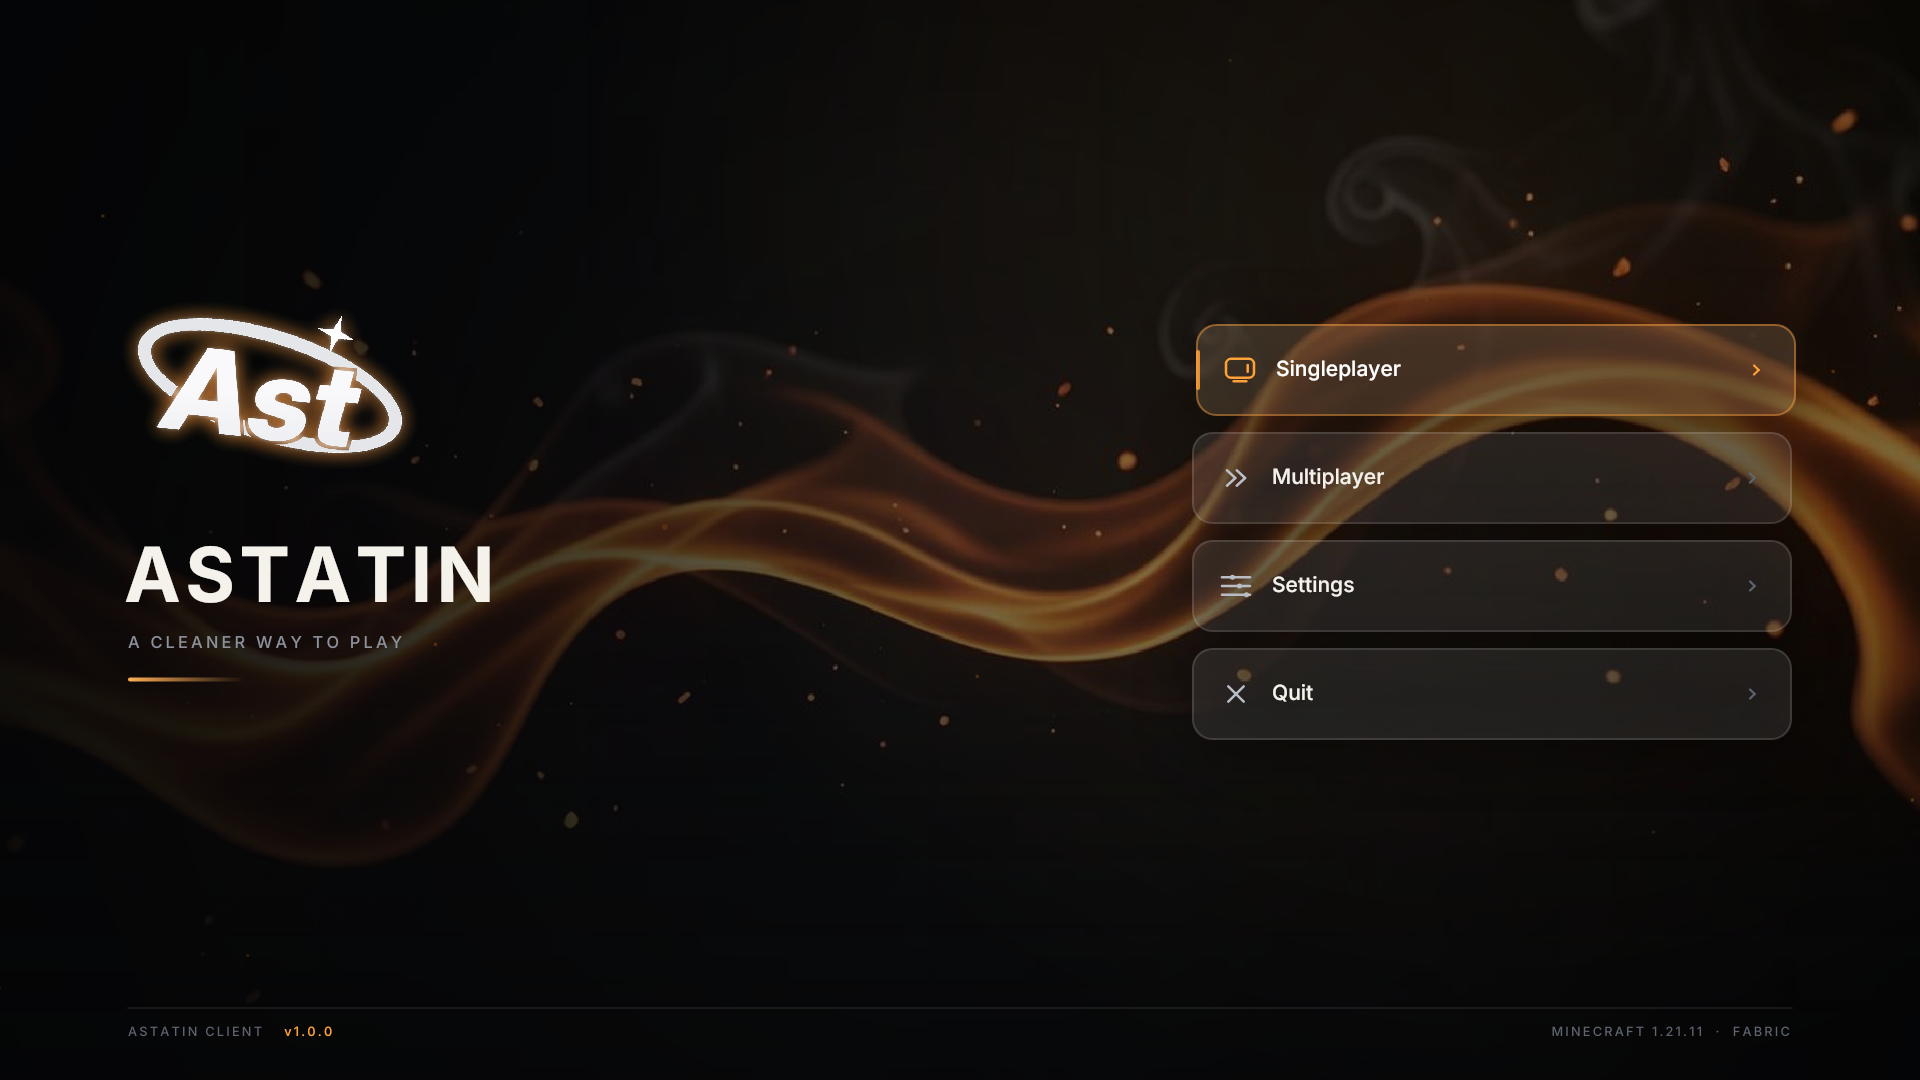 Ast
ASTATIN
A CLEANER WAY TO PLAY
Singleplayer
Multiplayer
Settings
Quit
ASTATIN CLIENT v1.0.0
MINECRAFT 1.21.11 · FABRIC